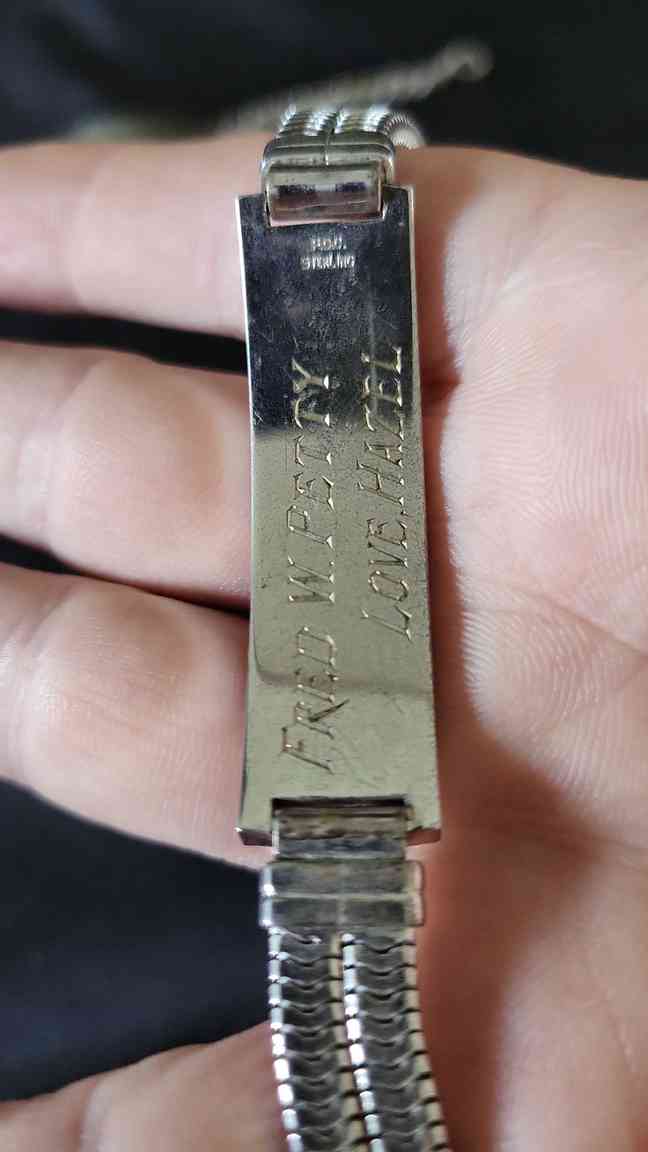 STERLING
FRED W. PETTY
LOVE, HAZEL